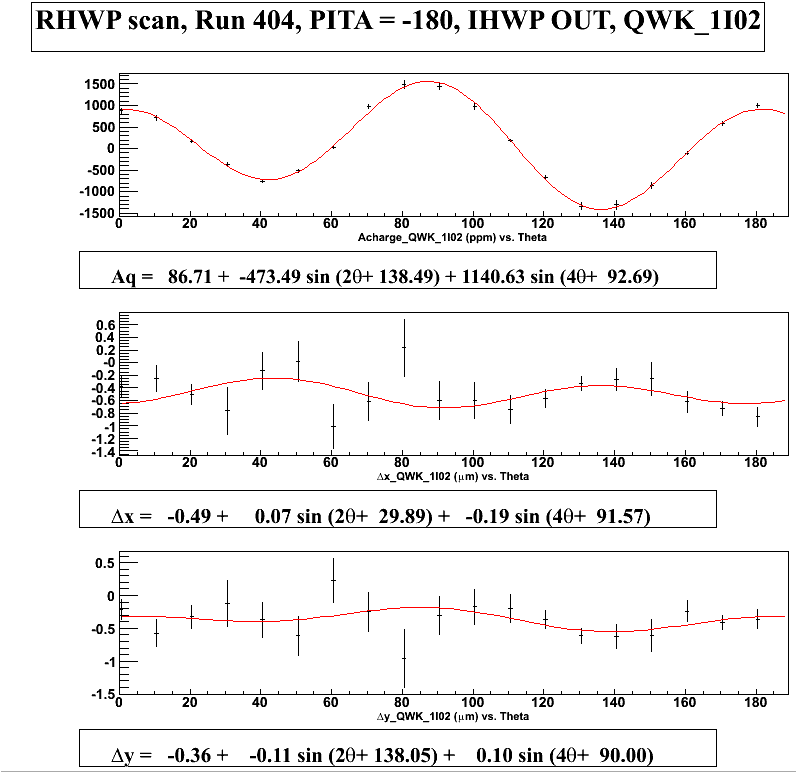 RHWP scan, Run 404, PITA = -180, IHWP OUT, QWK_1I02
1500
1000
500
0
-500
-1000
-1500
0 20 40 60 80 100 120 140 160 180
Acharge_QWK_1I02 (ppm) vs. Theta
Aq = 86.71 + -473.49 sin (2θ+ 138.49) + 1140.63 sin (4θ+ 92.69)
0.6
0.4
0.2
-0
-0.2
-0.4
-0.6
-0.8
-1
-1.2
-1.4
0 20 40 60 80 100 120 140 160 180
Δx_QWK_1I02 (μm) vs. Theta
Δx = -0.49 + 0.07 sin (2θ+ 29.89) + -0.19 sin (4θ+ 91.57)
0.5
0
-0.5
-1
-1.5
0 20 40 60 80 100 120 140 160 180
Δy_QWK_1I02 (μm) vs. Theta
Δy = -0.36 + -0.11 sin (2θ+ 138.05) + 0.10 sin (4θ+ 90.00)